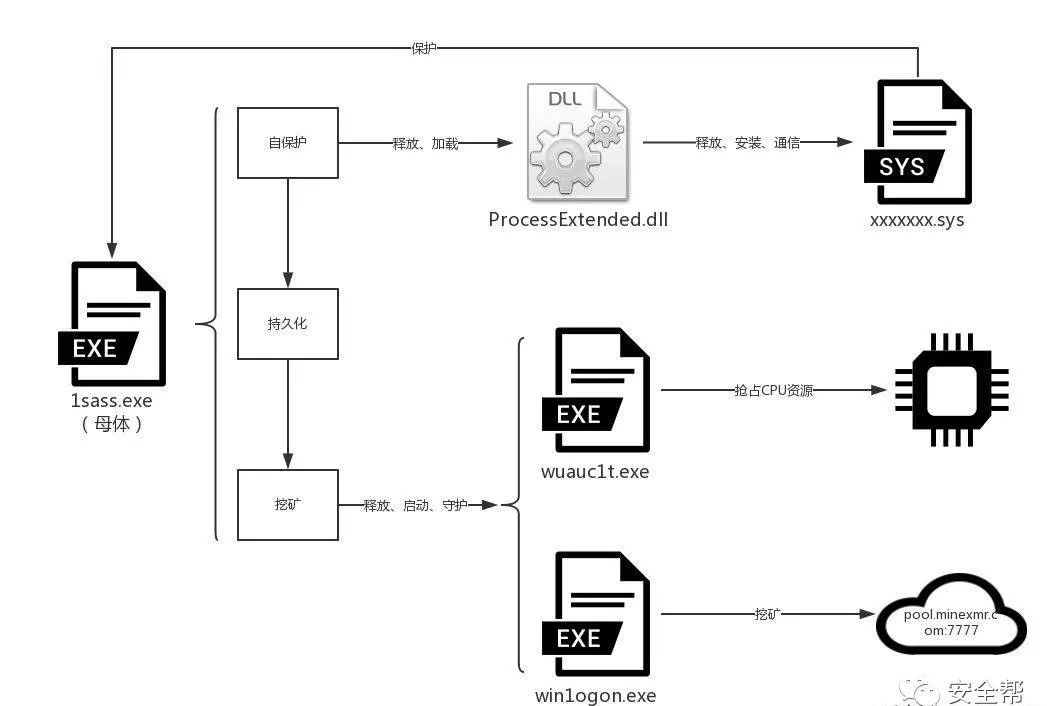 保护
自保护
释放、加载
DLL
释放、安装、通信
SYS
ProcessExtended.dll
xxxxxxx.sys
EXE
1sass.exe
（母体）
持久化
EXE
抢占CPU资源
wuauc1t.exe
挖矿
释放、启动、守护
EXE
挖矿
pool.minexmr.c
om:7777
win1ogon.exe
安全帮